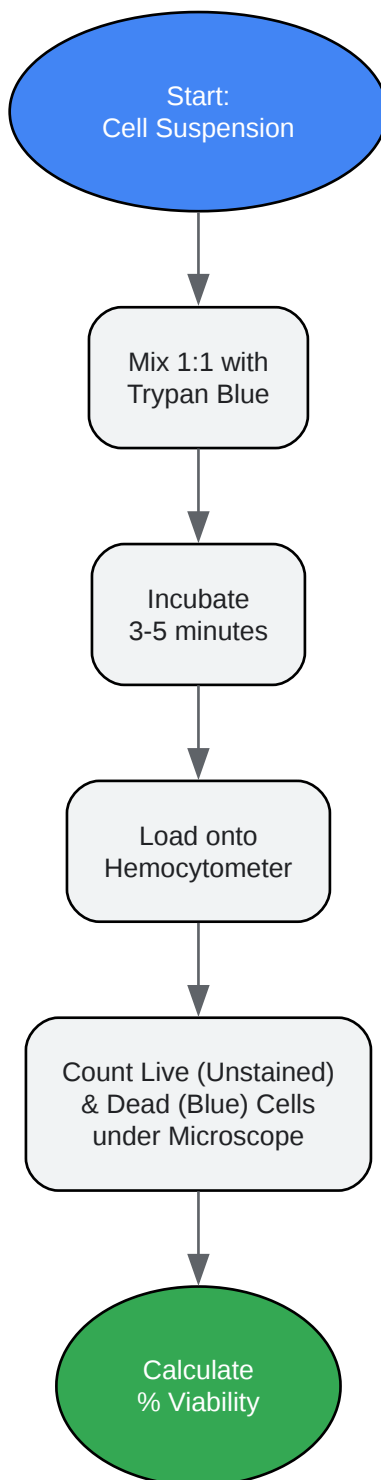 Start:
Cell Suspension
Mix 1:1 with
Trypan Blue
Incubate
3-5 minutes
Load onto
Hemocytometer
Count Live (Unstained)
& Dead (Blue) Cells
under Microscope
Calculate
% Viability